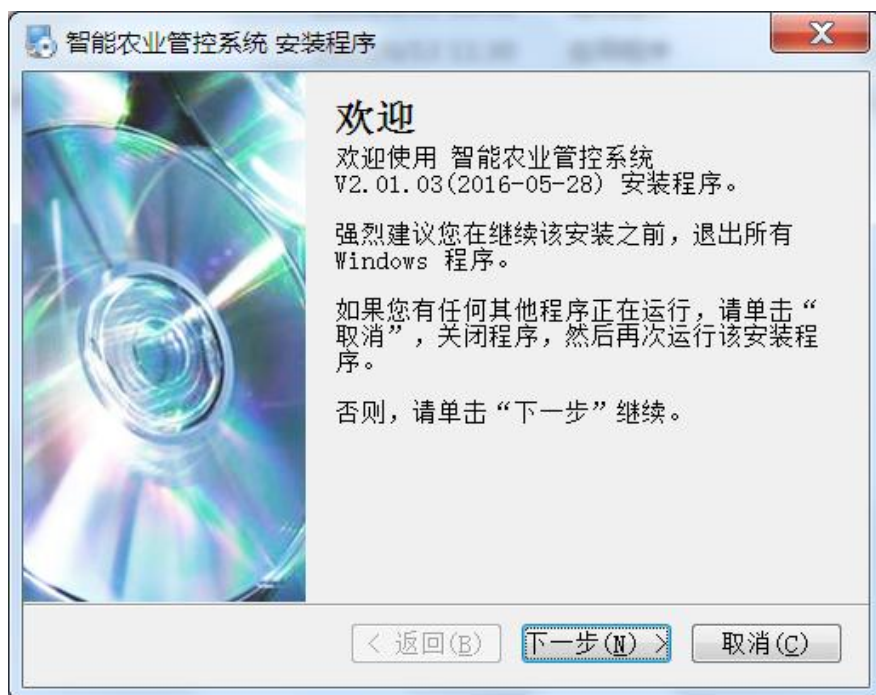 智能农业管控系统 安装程序
欢迎
欢迎使用 智能农业管控系统
V2.01.03(2016-05-28) 安装程序。
强烈建议您在继续该安装之前，退出所有
Windows 程序。
如果您有任何其他程序正在运行，请单击“
取消”，关闭程序，然后再次运行该安装程
序。
否则，请单击“下一步”继续。
< 返回(B)
下一步(N) >
取消(C)